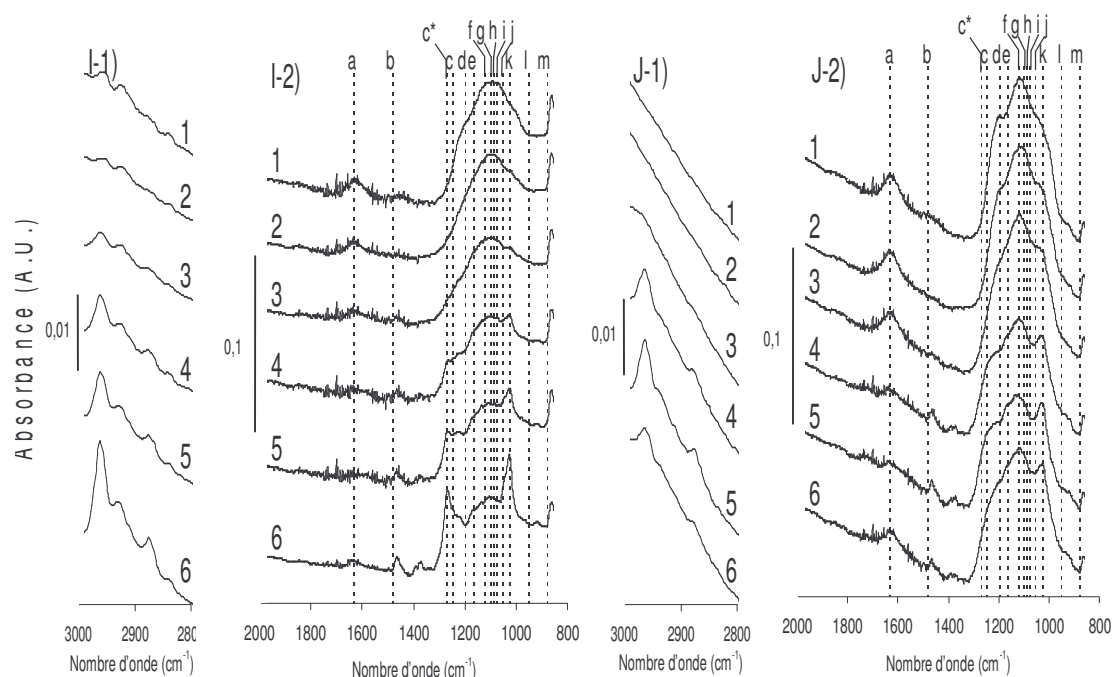 Absorbance (A.U.)
I-1)
1
2
3
4
5
6
0,01
3000 2900 280
Nombre d'onde (cm-1)
I-2)
a b c* c d e f g h i j k l m
1
2
3
4
5
6
0,1
2000 1800 1600 1400 1200 1000 800
Nombre d'onde (cm-1)
J-1)
1
2
3
4
5
6
0,01
3000 2900 2800
Nombre d'onde (cm-1)
J-2)
a b c* c d e f g h i j k l m
1
2
3
4
5
6
0,1
2000 1800 1600 1400 1200 1000 800
Nombre d'onde (cm-1)